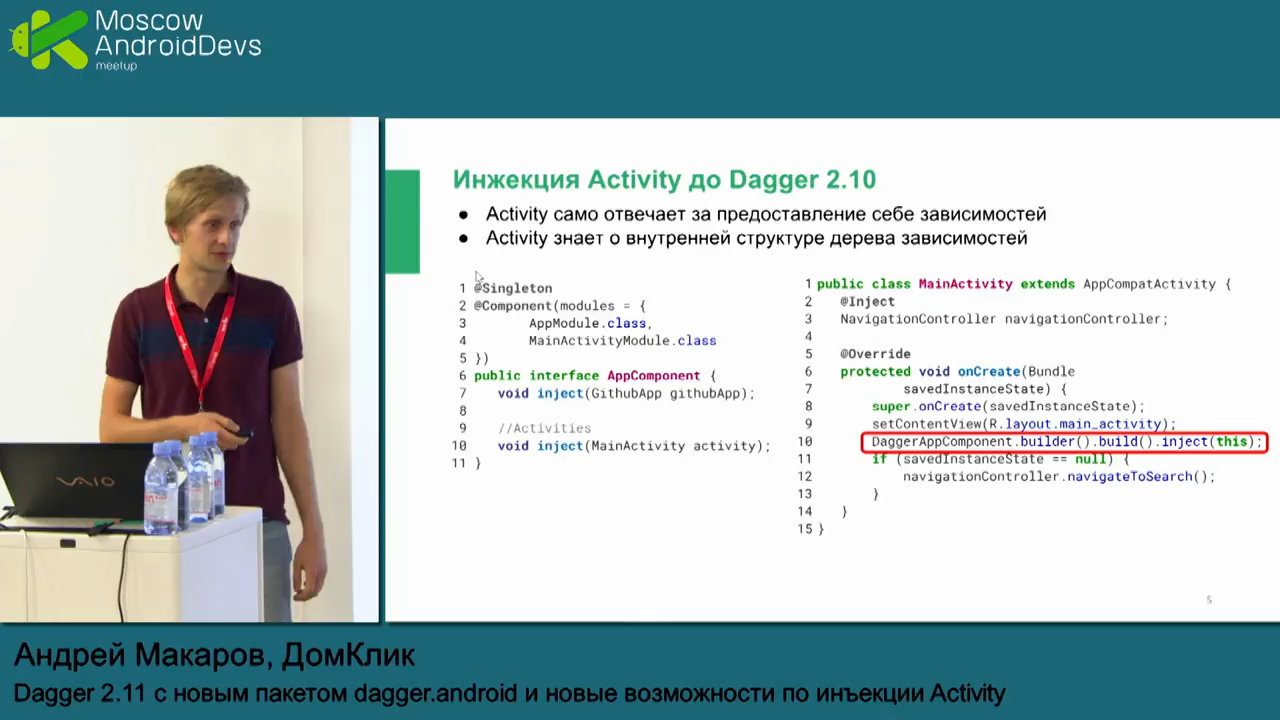 Moscow
AndroidDevs
meetup
Инжекция Activity до Dagger 2.10
● Activity само отвечает за предоставление себе зависимостей
● Activity знает о внутренней структуре дерева зависимостей
1 @Singleton
2 @Component(modules = {
3 AppModule.class,
4 MainActivityModule.class
5 })
6 public interface AppComponent {
7 void inject(GithubApp githubApp);
8
9 //Activities
10 void inject(MainActivity activity);
11 }
1 public class MainActivity extends AppCompatActivity {
2 @Inject
3 NavigationController navigationController;
4
5 @Override
6 protected void onCreate(Bundle
7 savedInstanceState) {
8 super.onCreate(savedInstanceState);
9 setContentView(R.layout.main_activity);
10 DaggerAppComponent.builder().build().inject(this);
11 if (savedInstanceState == null) {
12 navigationController.navigateToSearch();
13 }
14 }
15 }
5
VAIO
Андрей Макаров, ДомКлик
Dagger 2.11 с новым пакетом dagger.android и новые возможности по инъекции Activity